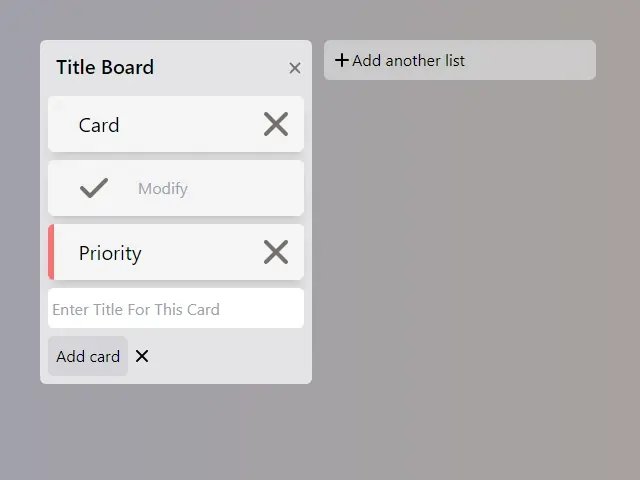 Title Board
Add another list
Card
Modify
Priority
Enter Title For This Card
Add card